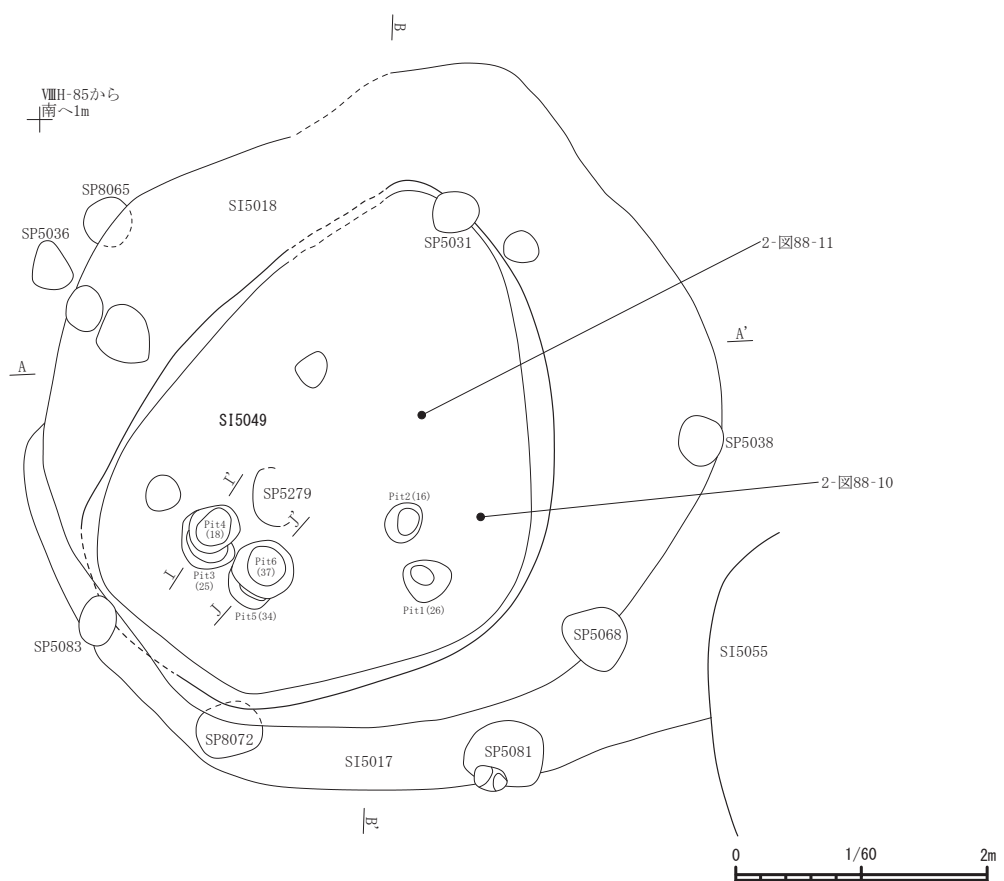 B
ⅧH-85から
南へ1m
SP8065
SI5018
SP5036
SP5031
2-図88-11
A'
A
SI5049
SP5038
2-図88-10
I'
SP5279
J'
Pit2(16)
Pit4
(18)
Pit6
(37)
I
Pit3
(25)
J
Pit5(34)
Pit1(26)
SP5083
SP5068
SI5055
SP8072
SI5017
SP5081
B'
0 1/60 2m